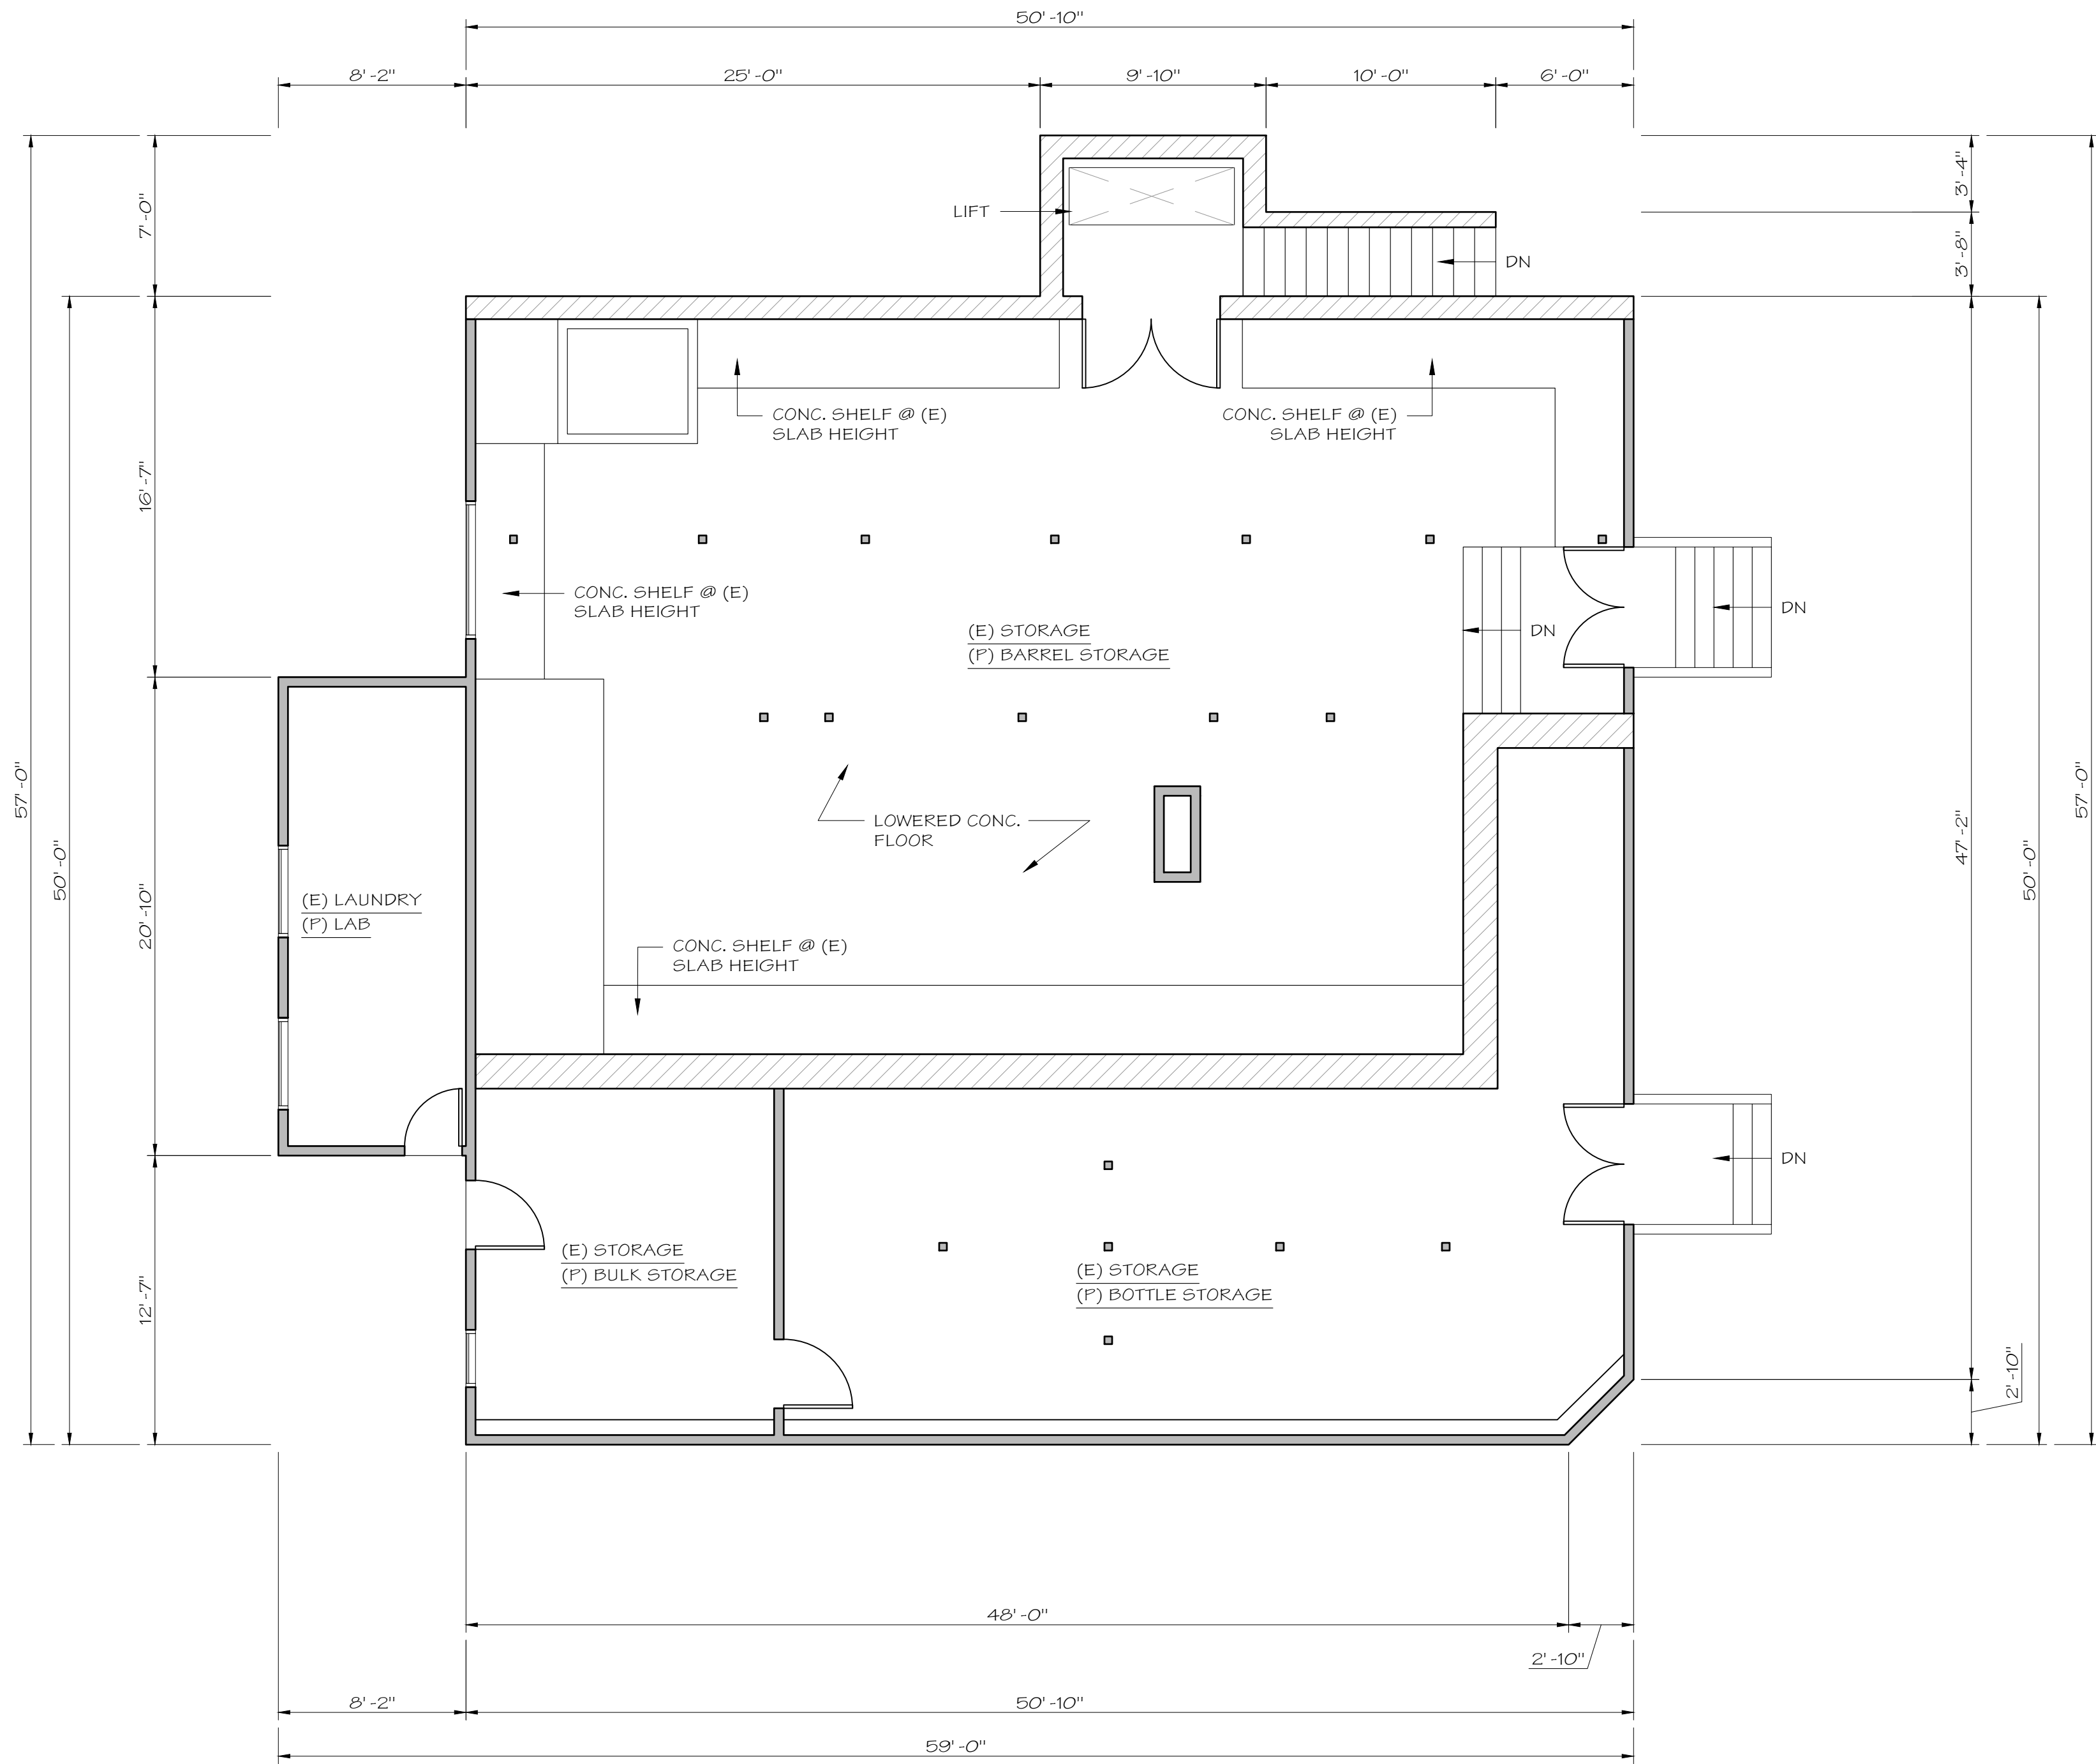 50'-10"
8'-2"
25'-0"
9'-10"
10'-0"
6'-0"
7'-0"
3'-4"
LIFT
3'-8"
DN
CONC. SHELF @ (E)
SLAB HEIGHT
CONC. SHELF @ (E)
SLAB HEIGHT
16'-7"
CONC. SHELF @ (E)
SLAB HEIGHT
(E) STORAGE
(P) BARREL STORAGE
DN
DN
57'-0"
50'-0"
20'-10"
LOWERED CONC.
FLOOR
47'-2"
50'-0"
57'-0"
(E) LAUNDRY
(P) LAB
CONC. SHELF @ (E)
SLAB HEIGHT
DN
12'-7"
(E) STORAGE
(P) BULK STORAGE
(E) STORAGE
(P) BOTTLE STORAGE
2'-10"
48'-0"
2'-10"
8'-2"
50'-10"
59'-0"